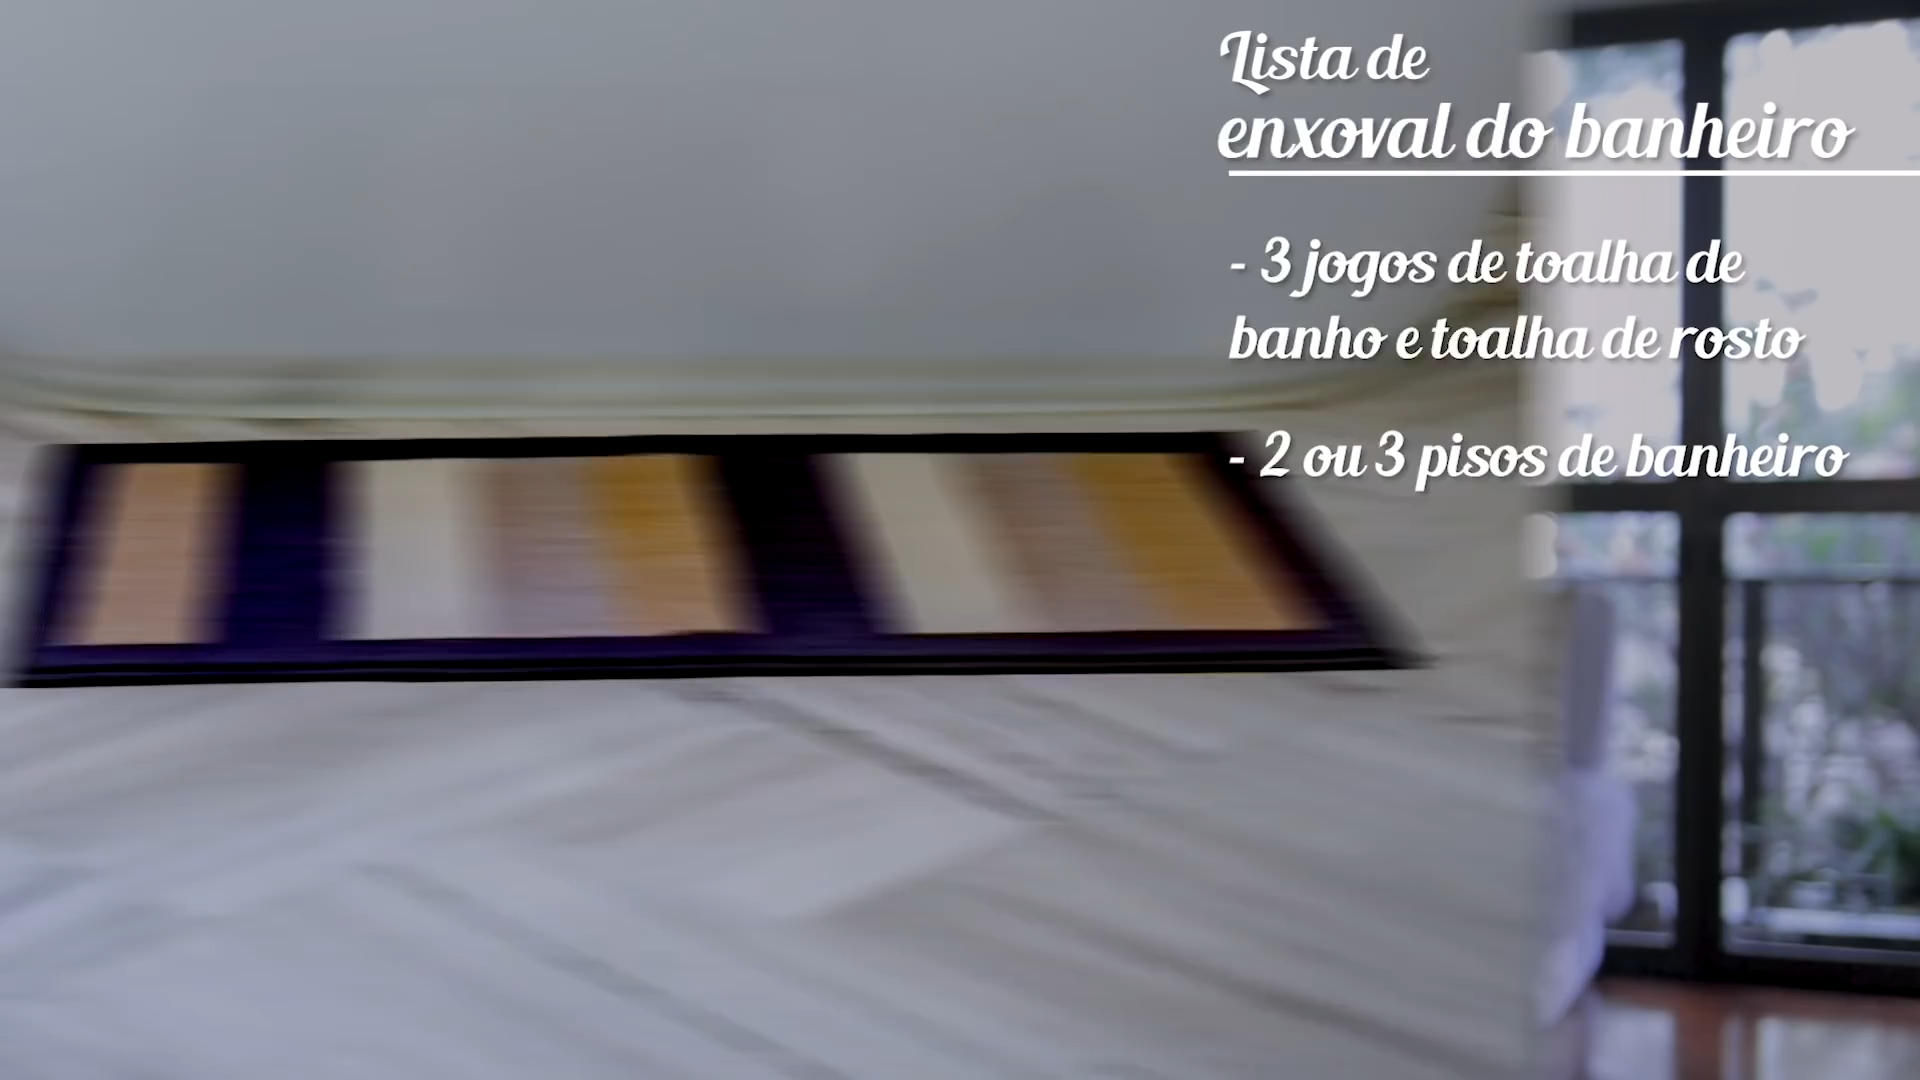 Lista de
enxoval do banheiro
- 3 jogos de toalha de
banho e toalha de rosto
- 2 ou 3 pisos de banheiro